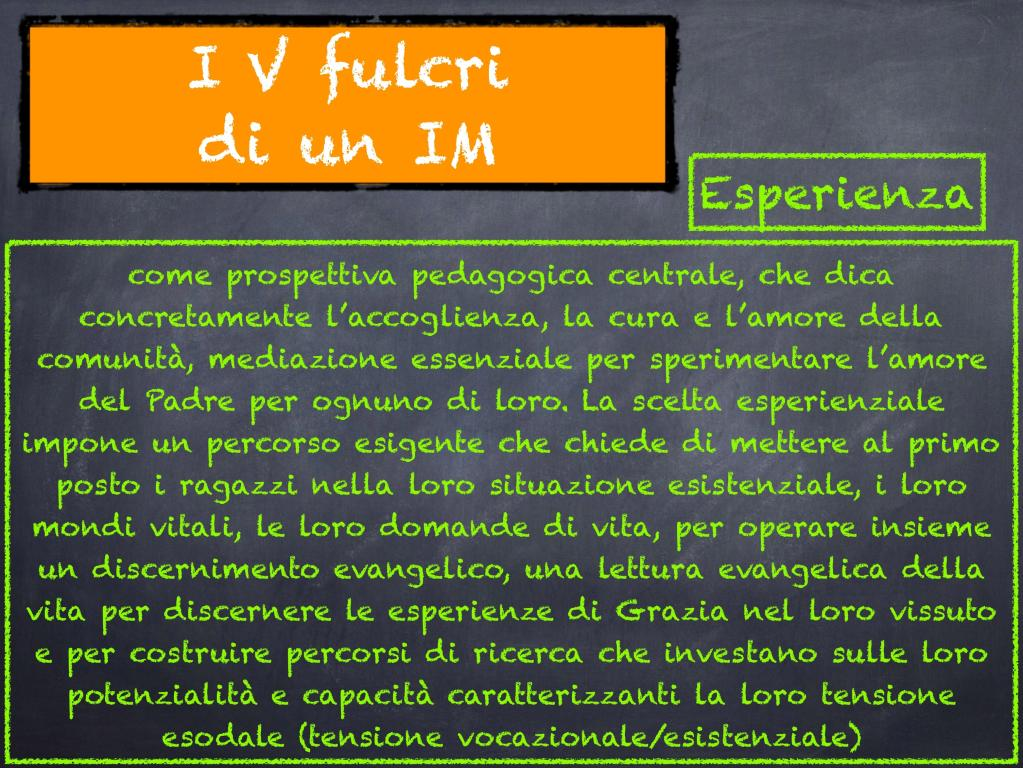 I V fulcri
di un IM
Esperienza
come prospettiva pedagogica centrale, che dica
concretamente l'accoglienza, la cura e l'amore della
comunità, mediazione essenziale per sperimentare l'amore
del Padre per ognuno di loro. La scelta esperienziale
impone un percorso esigente che chiede di mettere al primo
posto i ragazzi nella loro situazione esistenziale, i loro
mondi vitali, le loro domande di vita, per operare insieme
un discernimento evangelico, una lettura evangelica della
vita per discernere le esperienze di Grazia nel loro vissuto
e per costruire percorsi di ricerca che investano sulle loro
potenzialità e capacità caratterizzanti la loro tensione
esodale (tensione vocazionale/esistenziale)